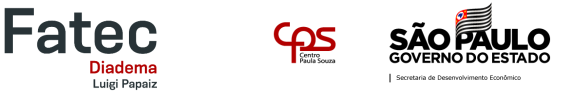 Fatec
Diadema
Luigi Papaiz
cps
Centro
Paula Souza
SÃO PAULO
GOVERNO DO ESTADO
Secretaria de Desenvolvimento Econômico